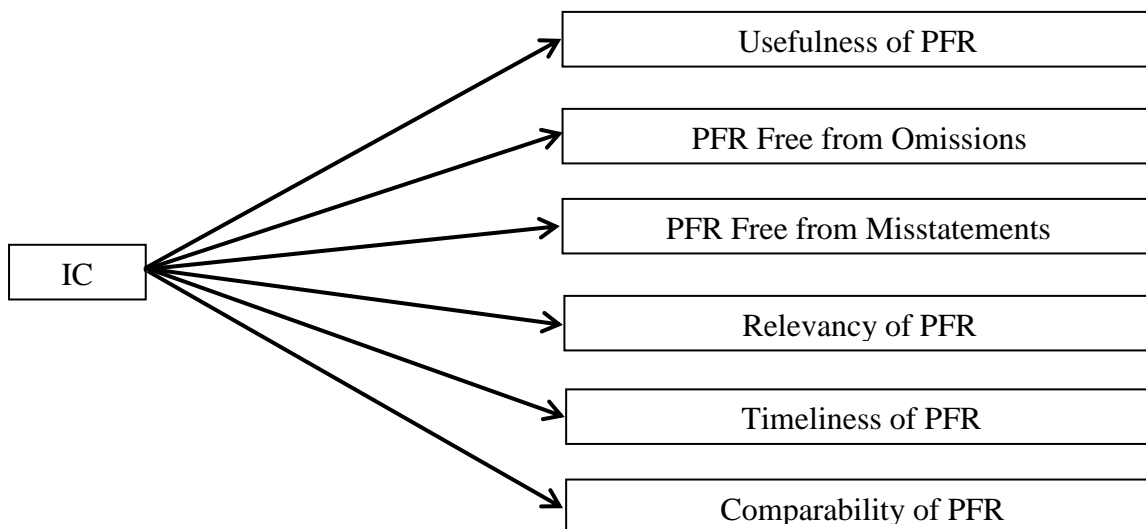 Usefulness of PFR
PFR Free from Omissions
PFR Free from Misstatements
IC
Relevancy of PFR
Timeliness of PFR
Comparability of PFR